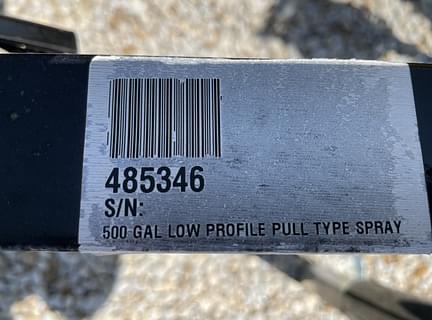 485346
S/N:
500 GAL LOW PROFILE PULL TYPE SPRAY